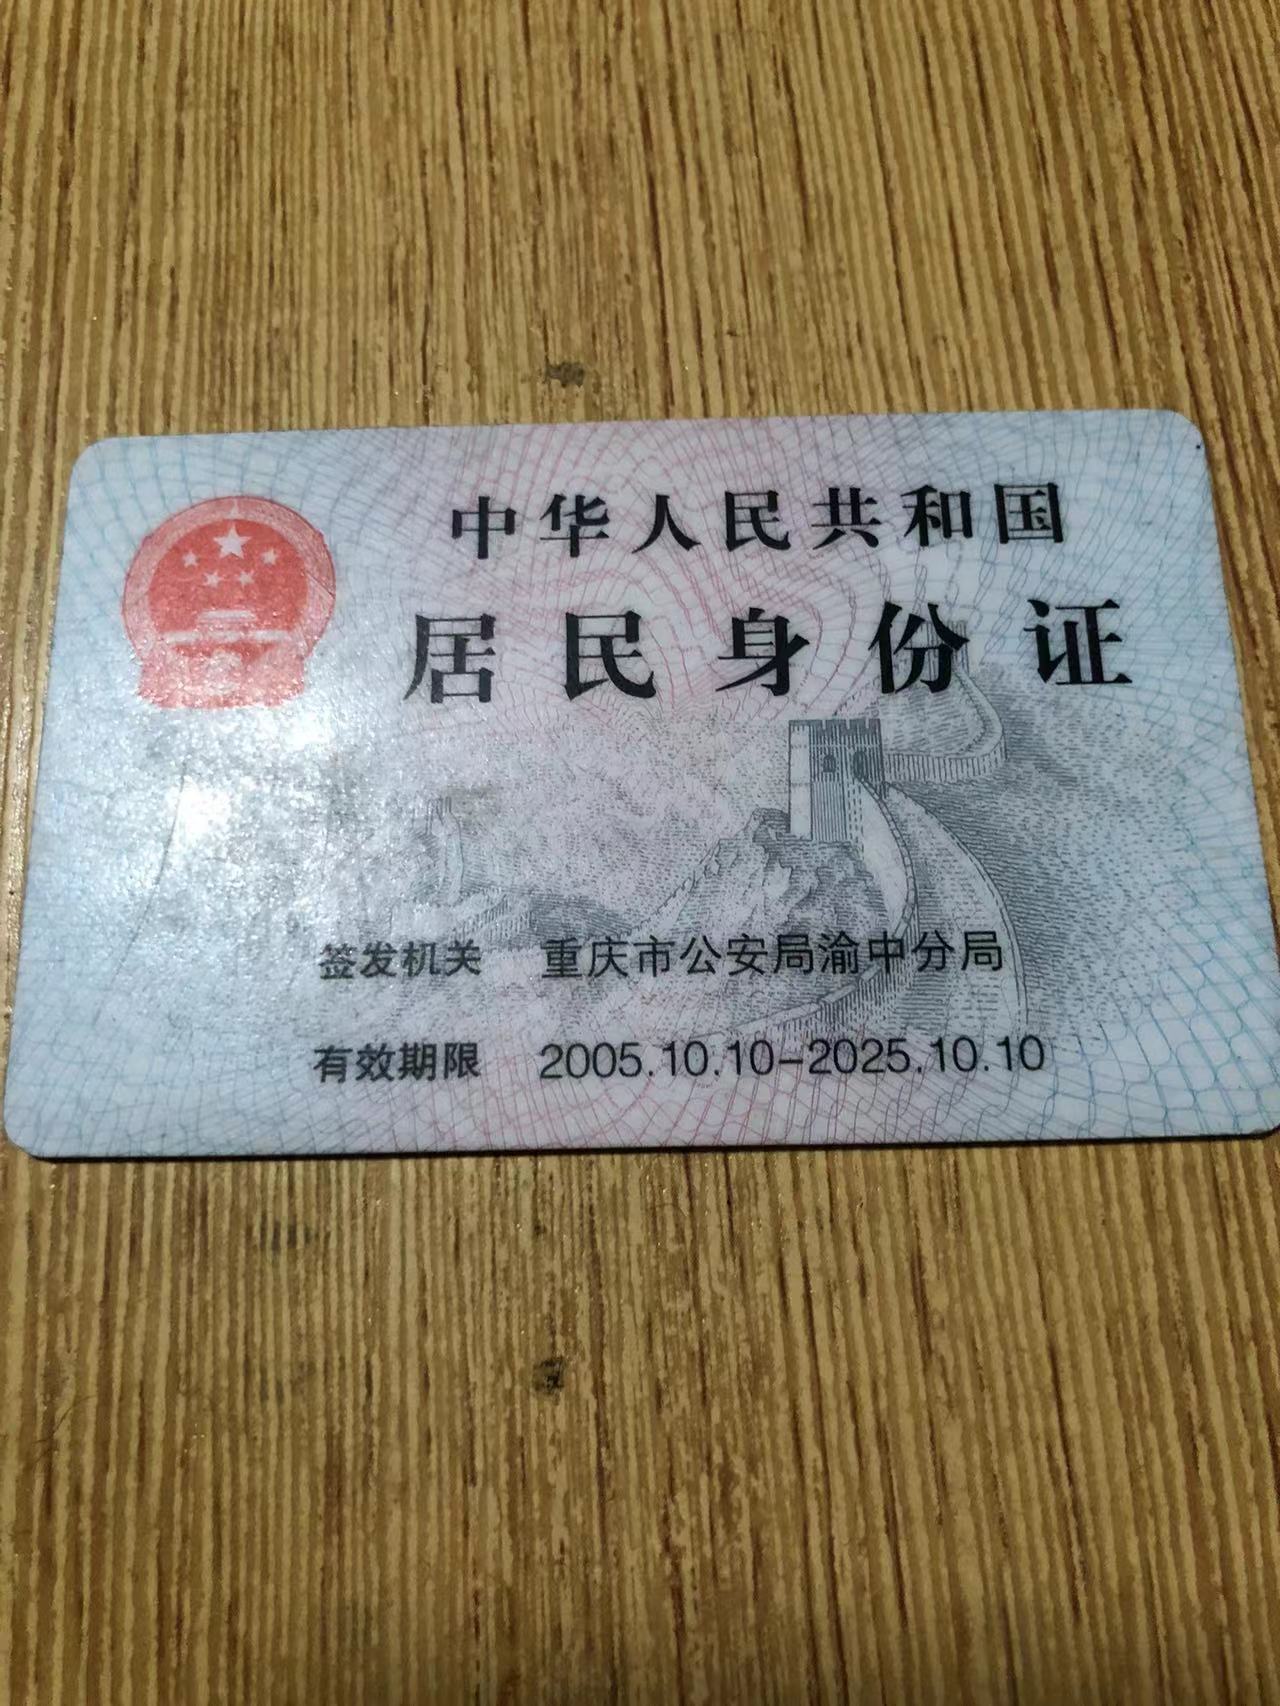 中华人民共和国
居民身份证
签发机关 重庆市公安局渝中分局
有效期限 2005.10.10-2025.10.10